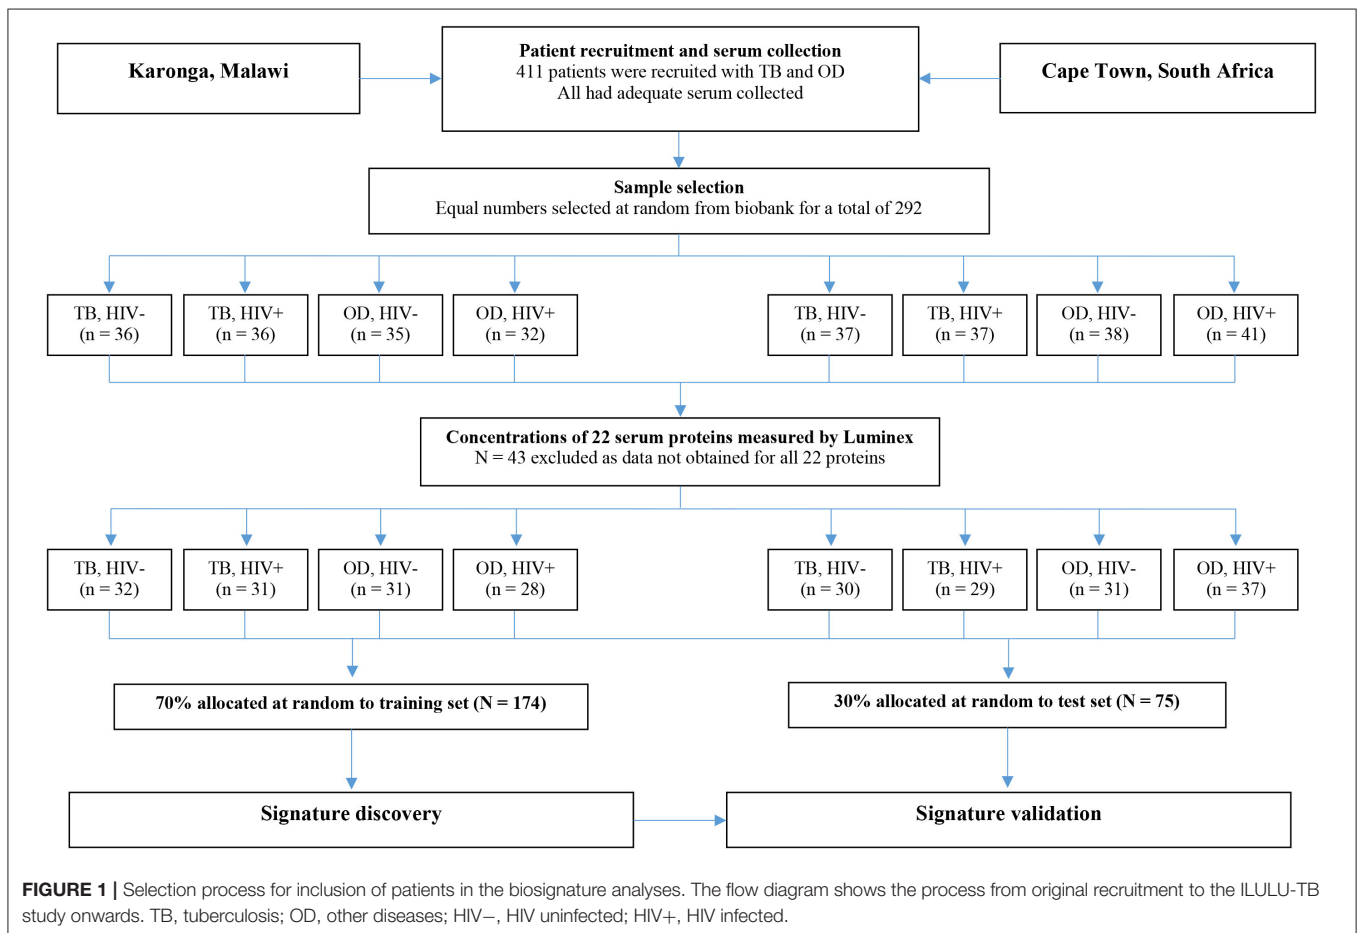 Karonga, Malawi
Patient recruitment and serum collection
411 patients were recruited with TB and OD
All had adequate serum collected
Cape Town, South Africa
Sample selection
Equal numbers selected at random from biobank for a total of 292
TB, HIV-
(n = 36)
TB, HIV+
(n = 36)
OD, HIV-
(n = 35)
OD, HIV+
(n = 32)
TB, HIV-
(n = 37)
TB, HIV+
(n = 37)
OD, HIV-
(n = 38)
OD, HIV+
(n = 41)
Concentrations of 22 serum proteins measured by Luminex
N = 43 excluded as data not obtained for all 22 proteins
TB, HIV-
(n = 32)
TB, HIV+
(n = 31)
OD, HIV-
(n = 31)
OD, HIV+
(n = 28)
TB, HIV-
(n = 30)
TB, HIV+
(n = 29)
OD, HIV-
(n = 31)
OD, HIV+
(n = 37)
70% allocated at random to training set (N = 174)
30% allocated at random to test set (N = 75)
Signature discovery
Signature validation
FIGURE 1 | Selection process for inclusion of patients in the biosignature analyses. The flow diagram shows the process from original recruitment to the ILULU-TB
study onwards. TB, tuberculosis; OD, other diseases; HIV−, HIV uninfected; HIV+, HIV infected.